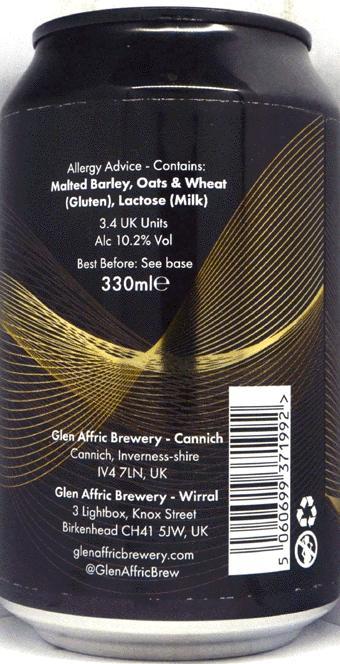 Allergy Advice - Contains:
Malted Barley, Oats & Wheat
(Gluten), Lactose (Milk)
3.4 UK Units
Alc 10.2% Vol
Best Before: See base
330ml℮
Glen Affric Brewery - Cannich
Cannich, Inverness-shire
IV4 7LN, UK
Glen Affric Brewery - Wirral
3 Lightbox, Knox Street
Birkenhead CH41 5JW, UK
glenaffricbrewery.com
@GlenAffricBrew
5 060699 371992 >